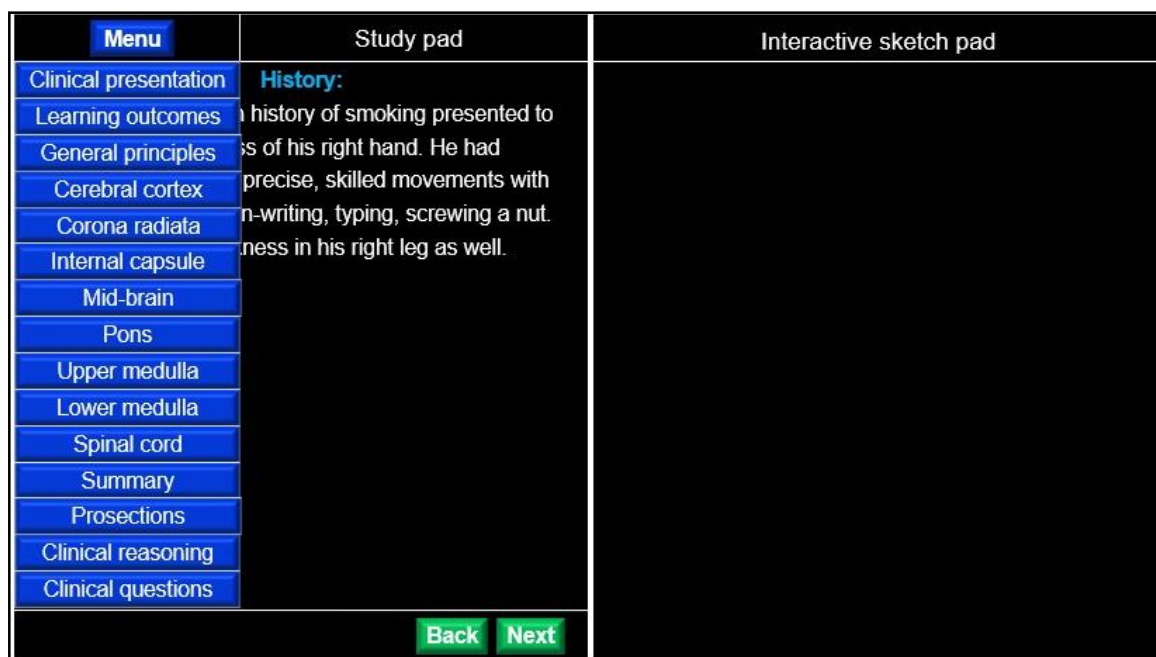 Menu
Study pad
Interactive sketch pad
Clinical presentation
Learning outcomes
General principles
Cerebral cortex
Corona radiata
Internal capsule
Mid-brain
Pons
Upper medulla
Lower medulla
Spinal cord
Summary
Prosections
Clinical reasoning
Clinical questions
History:
history of smoking presented to
of his right hand. He had
precise, skilled movements with
writing, typing, screwing a nut.
in his right leg as well.
Back Next